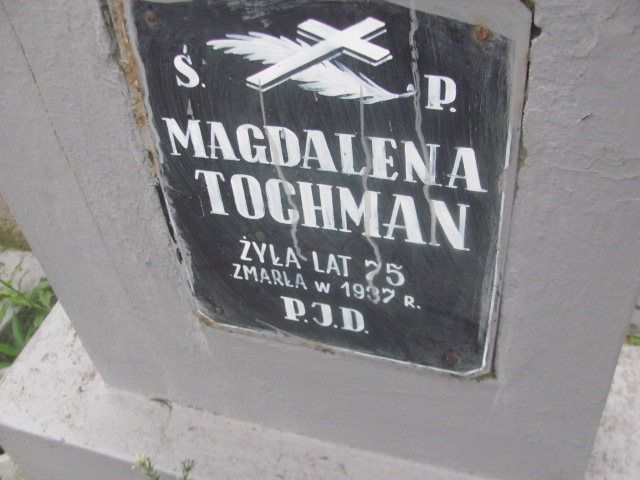 Ś. P.
MAGDALENA
TOCHMAN
ŻYŁA LAT 75
ZMARŁA W 1937 R.
P.J.D.